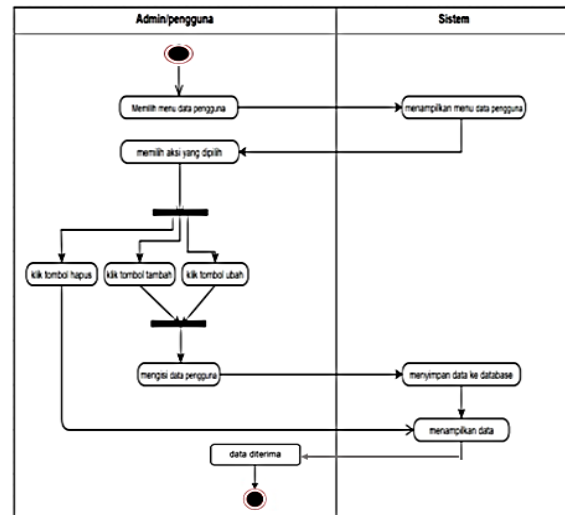 Admin/pengguna
Sistem
Memilih menu data pengguna
menampilkan menu data pengguna
memilih aksi yang dipilih
klik tombol hapus
klik tombol tambah
klik tombol ubah
mengisi data pengguna
menyimpan data ke database
menampilkan data
data diterima